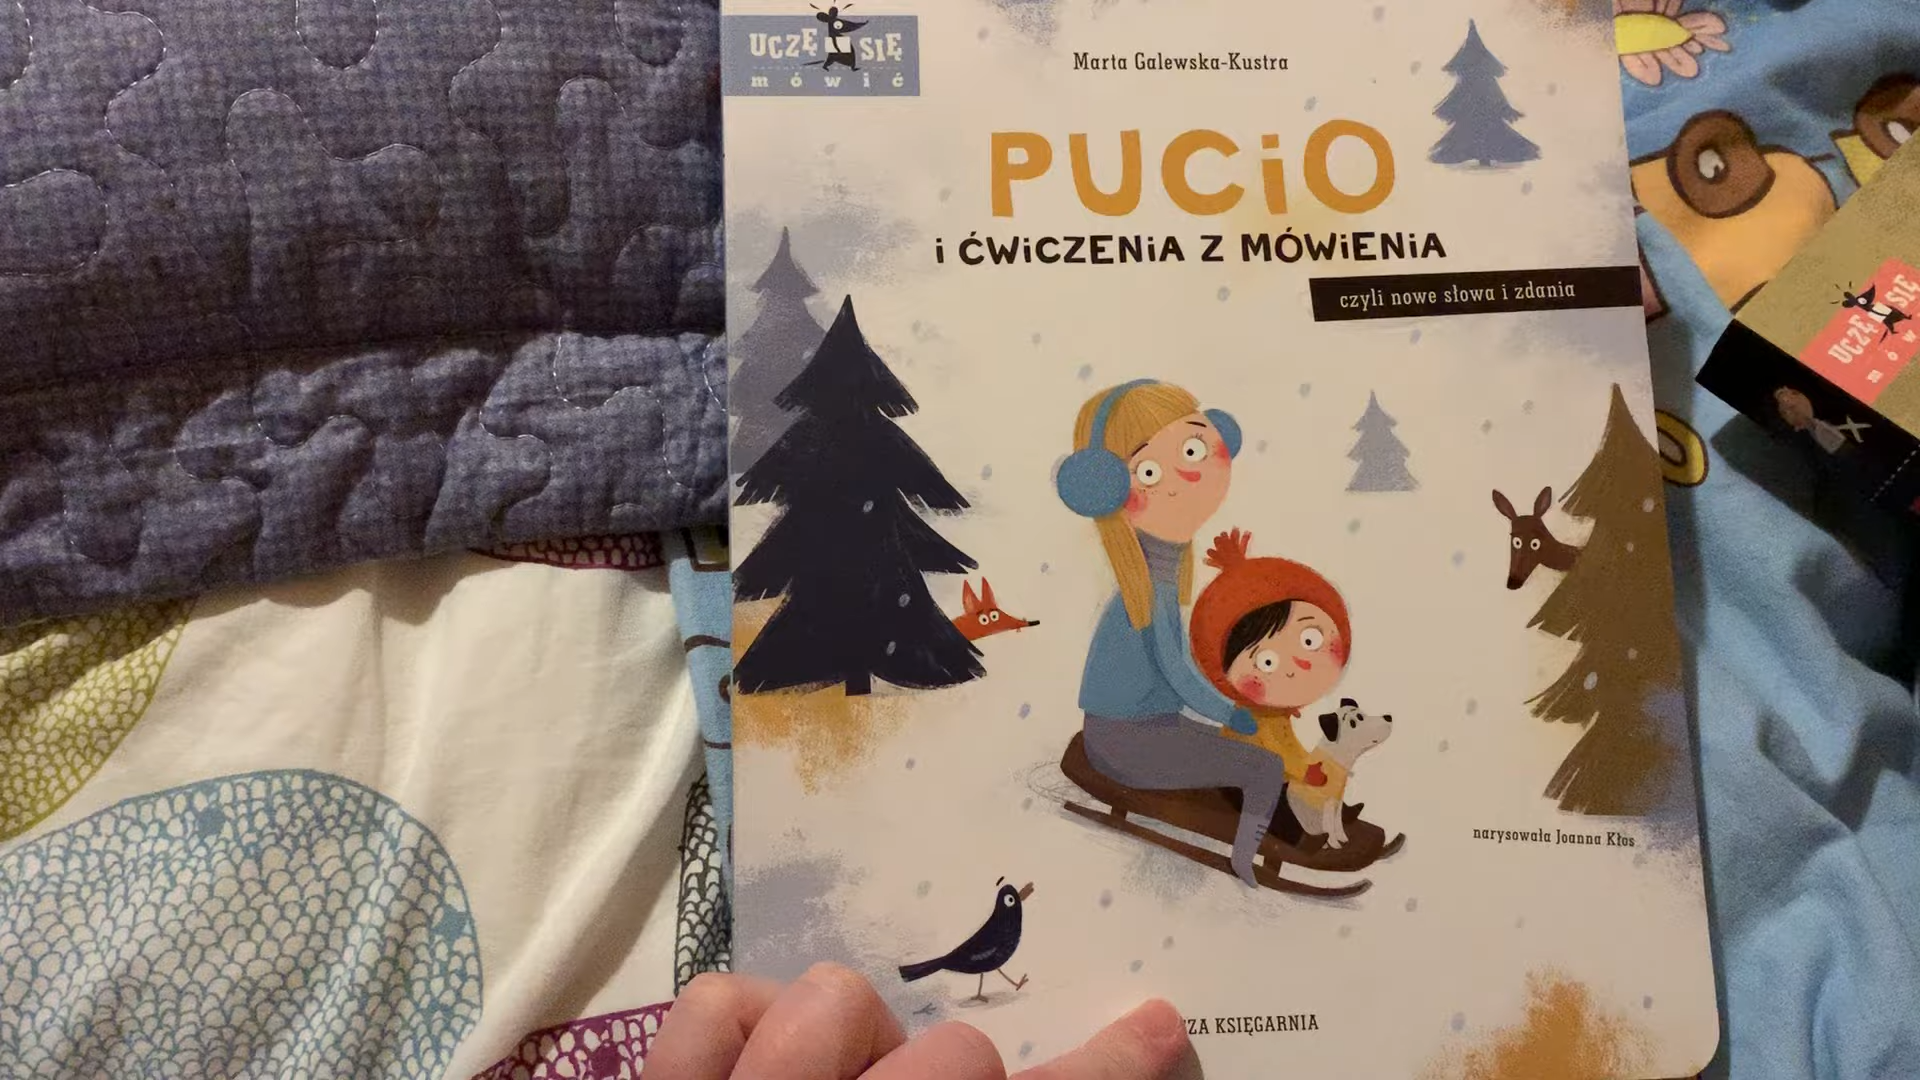 UCZĘ SIĘ
mówić
Marta Galewska-Kustra
PUCiO
i ĆWiCZENiA Z MÓWiENiA
czyli nowe słowa i zdania
narysowała Joanna Kłos
KSIĘGARNIA
UCZĘ SIĘ